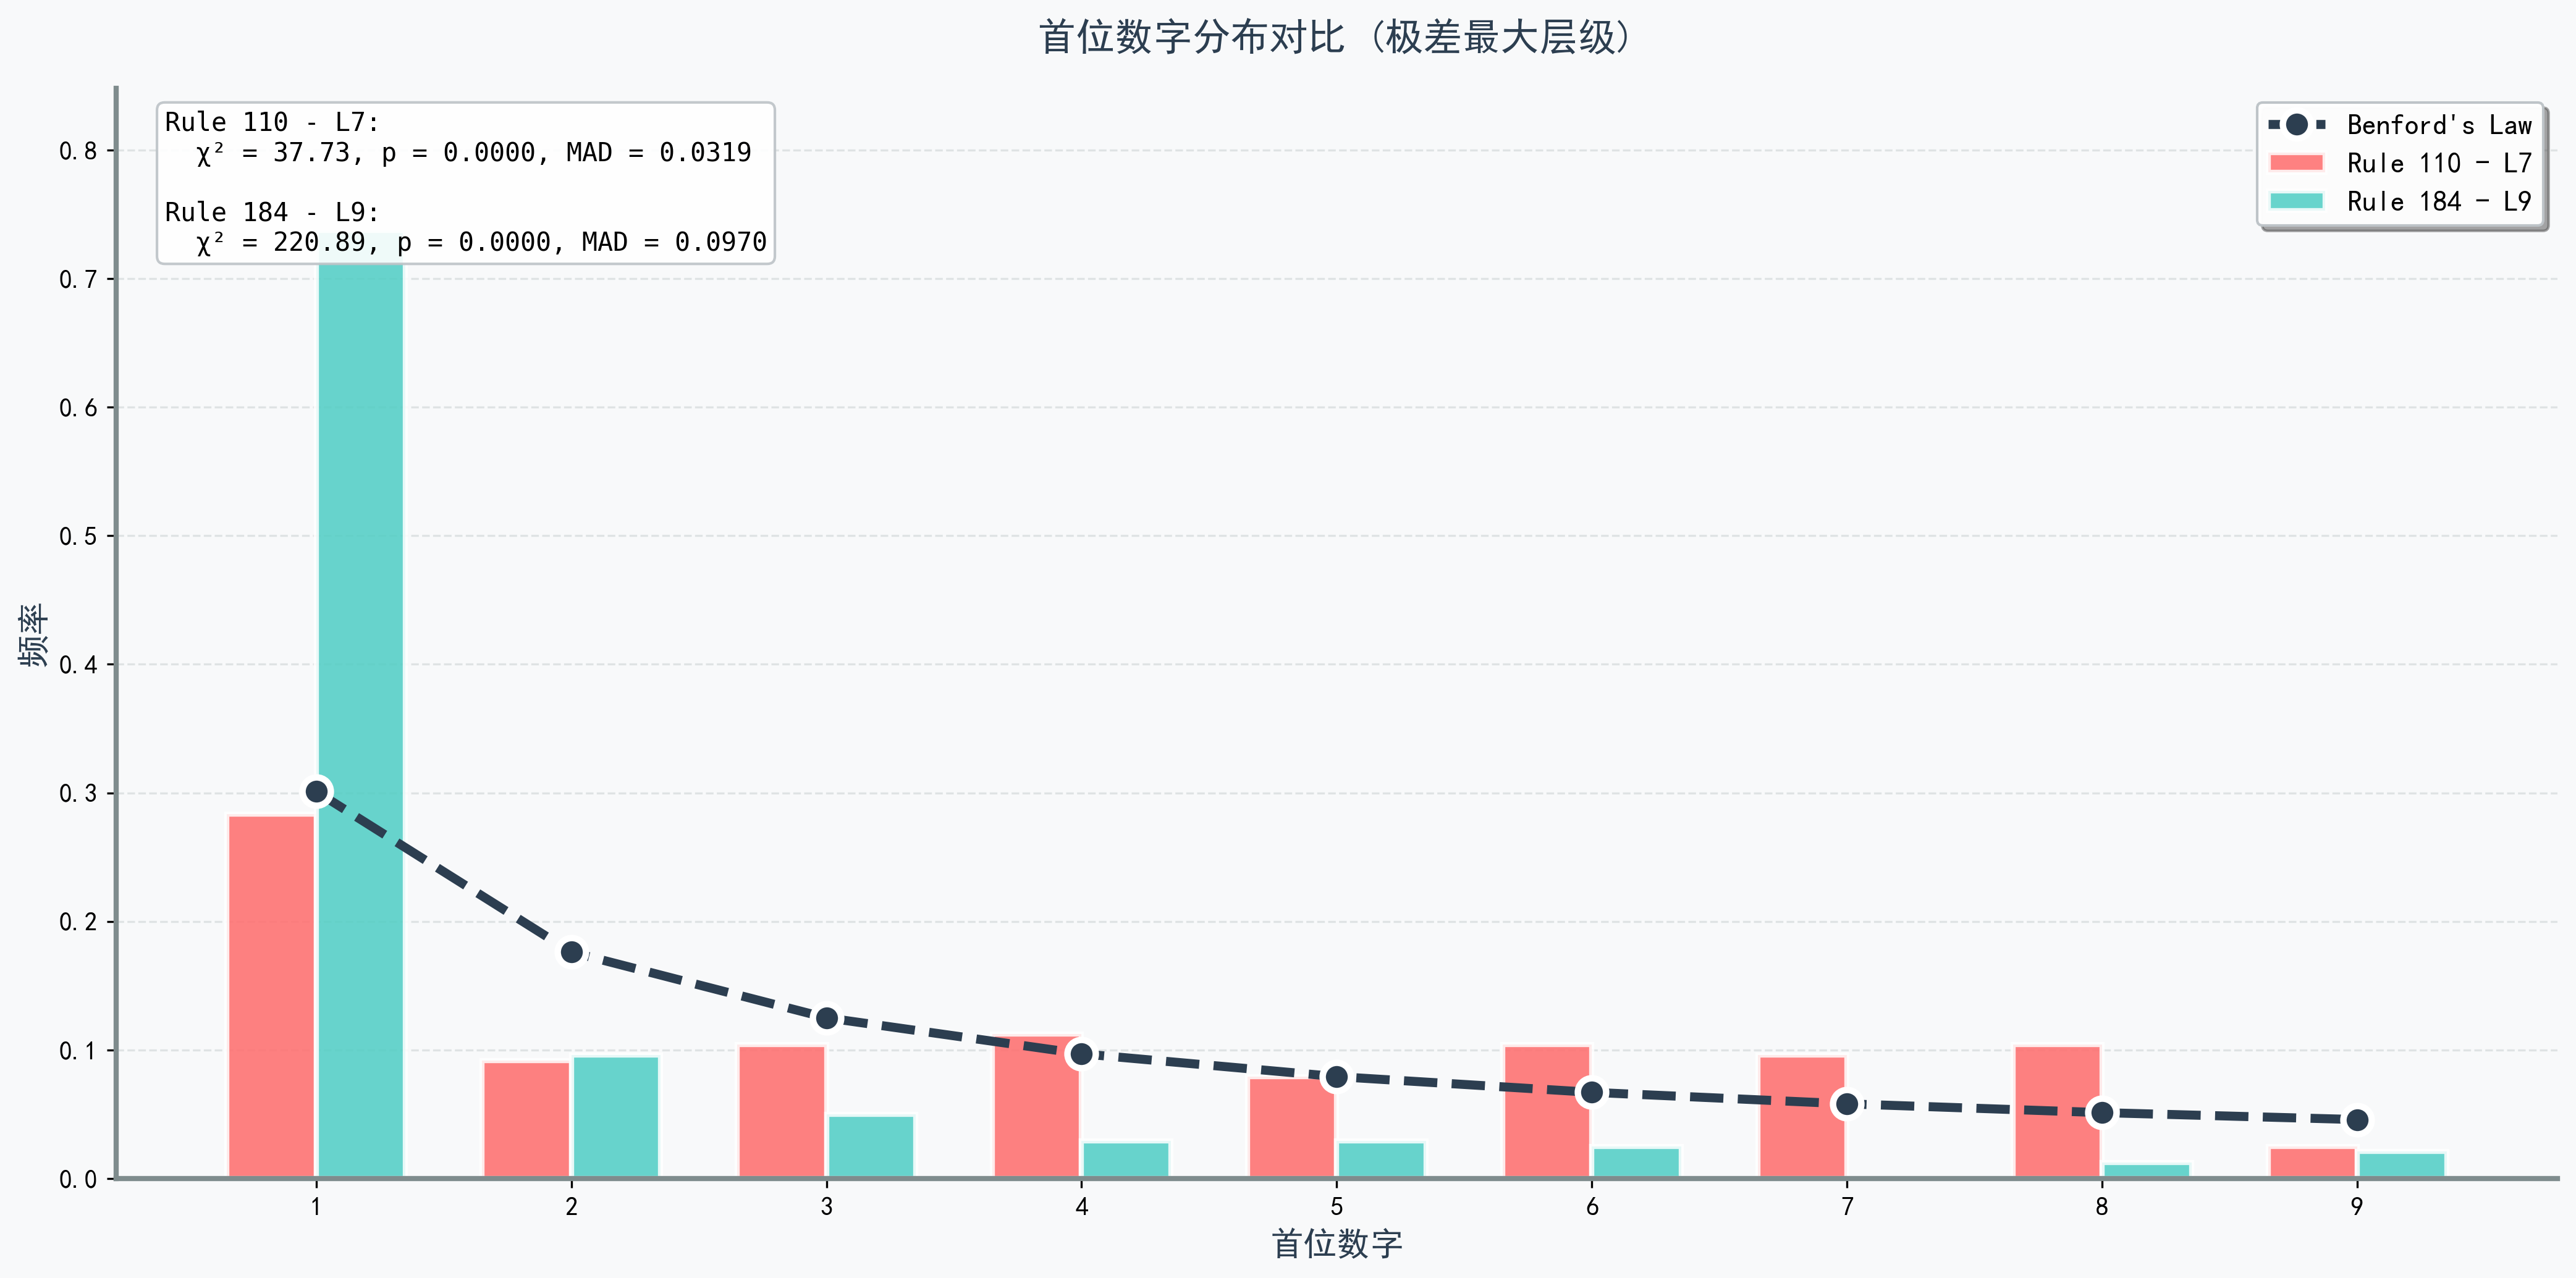 首位数字分布对比 (极差最大层级)
Rule 110 - L7:
χ² = 37.73, p = 0.0000, MAD = 0.0319
Rule 184 - L9:
χ² = 220.89, p = 0.0000, MAD = 0.0970
Benford's Law
Rule 110 - L7
Rule 184 - L9
频率
0.8
0.7
0.6
0.5
0.4
0.3
0.2
0.1
0.0
1 2 3 4 5 6 7 8 9
首位数字